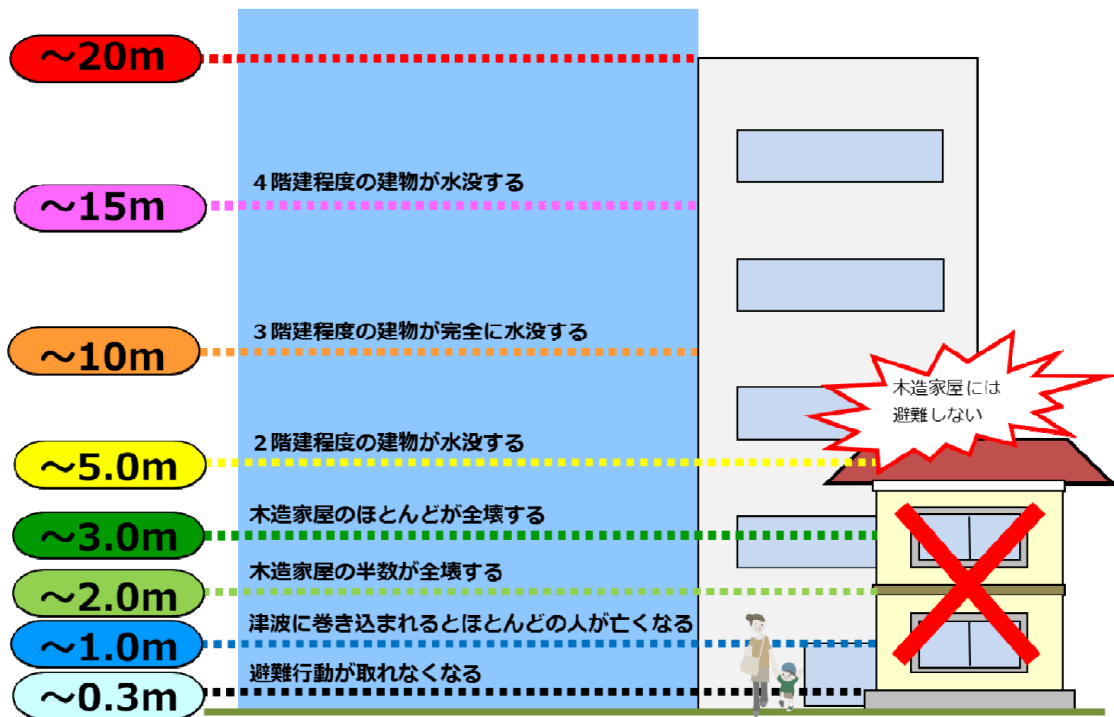 ～20m
４階建程度の建物が水没する
～15m
３階建程度の建物が完全に水没する
～10m
木造家屋には
避難しない
２階建程度の建物が水没する
～5.0m
木造家屋のほとんどが全壊する
～3.0m
木造家屋の半数が全壊する
～2.0m
津波に巻き込まれるとほとんどの人が亡くなる
～1.0m
避難行動が取れなくなる
～0.3m